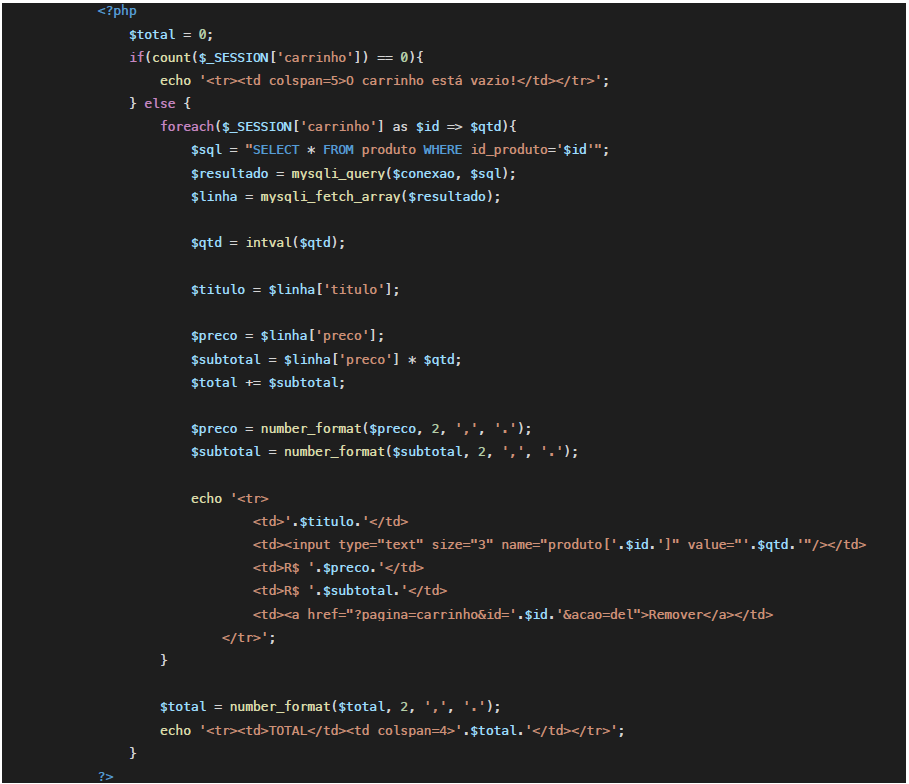 <?php
$total = 0;
if(count($_SESSION['carrinho']) == 0){
echo '<tr><td colspan=5>O carrinho está vazio!</td></tr>';
} else {
foreach($_SESSION['carrinho'] as $id => $qtd){
$sql = "SELECT * FROM produto WHERE id_produto='$id'";
$resultado = mysqli_query($conexao, $sql);
$linha = mysqli_fetch_array($resultado);
$qtd = intval($qtd);
$titulo = $linha['titulo'];
$preco = $linha['preco'];
$subtotal = $linha['preco'] * $qtd;
$total += $subtotal;
$preco = number_format($preco, 2, ',', '.');
$subtotal = number_format($subtotal, 2, ',', '.');
echo '<tr>
<td>'.$titulo.'</td>
<td><input type="text" size="3" name="produto['.$id.']" value="'.$qtd.'"/></td>
<td>R$ '.$preco.'</td>
<td>R$ '.$subtotal.'</td>
<td><a href="?pagina=carrinho&id='.$id.'&acao=del">Remover</a></td>
</tr>';
}
$total = number_format($total, 2, ',', '.');
echo '<tr><td>TOTAL</td><td colspan=4>'.$total.'</td></tr>';
}
?>